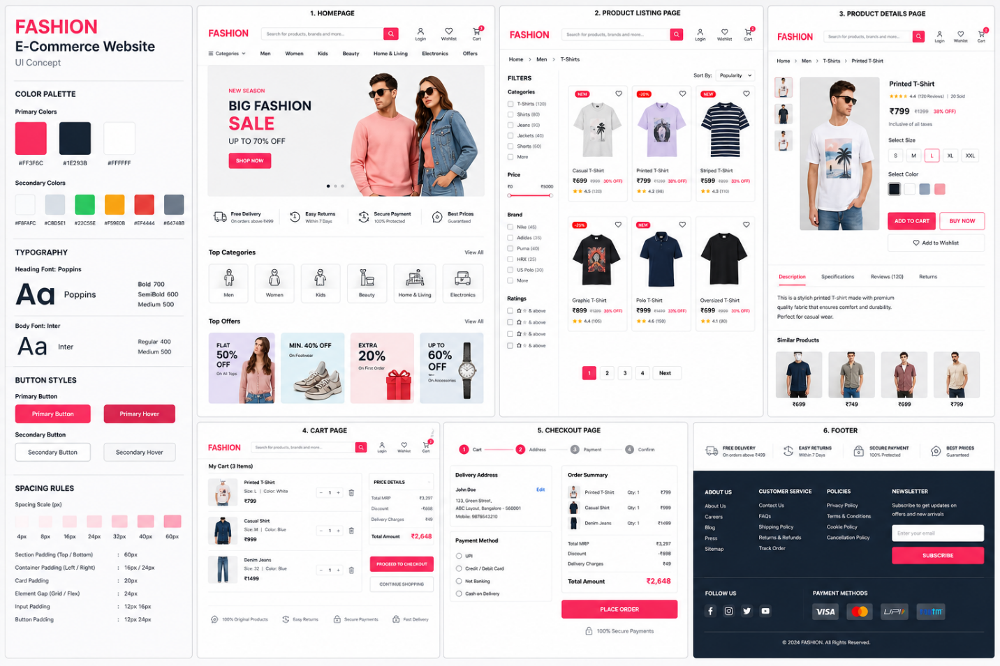 FASHION
E-Commerce Website
UI Concept
COLOR PALETTE
Primary Colors
#FF3F6C
#1E293B
#FFFFFF
Secondary Colors
#F8FAFC
#CBD5E1
#22C55E
#F59E0B
#EF4444
#64748B
TYPOGRAPHY
Heading Font: Poppins
Aa Poppins
Bold 700
SemiBold 600
Medium 500
Body Font: Inter
Aa Inter
Regular 400
Medium 500
BUTTON STYLES
Primary Button
Primary Button
Primary Hover
Secondary Button
Secondary Button
Secondary Hover
SPACING RULES
Spacing Scale (px)
4px 8px 16px 24px 32px 40px 60px
Section Padding (Top / Bottom) : 60px
Container Padding (Left / Right) : 16px / 24px
Card Padding : 20px
Element Gap (Grid / Flex) : 24px
Input Padding : 12px 16px
Button Padding : 12px 24px
1. HOMEPAGE
FASHION
Search for products, brands and more...
Login
Wishlist
Cart
Categories Men Women Kids Beauty Home & Living Electronics Offers
NEW SEASON
BIG FASHION
SALE
UP TO 70% OFF
SHOP NOW
Free Delivery
On orders above ₹499
Easy Returns
Within 7 Days
Secure Payment
100% Protected
Best Prices
Guaranteed
Top Categories
View All
Men
Women
Kids
Beauty
Home & Living
Electronics
Top Offers
View All
FLAT
50%
OFF
On All Tops
MIN. 40% OFF
On Footwear
EXTRA
20%
On First Order
UP TO
60%
OFF
On Accessories
2. PRODUCT LISTING PAGE
FASHION
Search for products, brands and more...
Login
Wishlist
Cart
Home > Men > T-Shirts
FILTERS
Categories
T-Shirts (120)
Shirts (80)
Jeans (90)
Jackets (40)
Shorts (60)
More
Price
₹0 ₹5000
Brand
Nike (45)
Adidas (35)
Puma (40)
HRX (25)
US Polo (30)
More
Ratings
& above
& above
& above
& above
Sort By: Popularity
NEW
Casual T-Shirt
₹699 ₹999 30% OFF)
4.5 (120)
-20%
Printed T-Shirt
₹799 ₹1299 38% OFF)
4.2 (98)
NEW
Striped T-Shirt
₹599 ₹899 33% OFF)
4.3 (110)
-25%
Graphic T-Shirt
₹899 30% OFF)
4.4 (105)
NEW
Polo T-Shirt
₹999 ₹1499 33% OFF)
4.6 (150)
Oversized T-Shirt
₹699 30% OFF)
4.1 (90)
1 2 3 4 Next
3. PRODUCT DETAILS PAGE
FASHION
Search for products, brands and more...
Login
Wishlist
Cart
Home > Men > T-Shirts > Printed T-Shirt
Printed T-Shirt
4.4 (120 Reviews) | 20 Sold
₹799 ₹1299 38% OFF)
Inclusive of all taxes
Select Size
S M L XL XXL
Select Color
ADD TO CART
BUY NOW
Add to Wishlist
Description Specifications Reviews (120) Returns
This is a stylish printed T-shirt made with premium
quality fabric that ensures comfort and durability.
Perfect for casual wear.
Similar Products
₹699
₹749
₹699
₹799
4. CART PAGE
FASHION
Search for products, brands and more...
Login
Wishlist
Cart
My Cart (3 Items)
Printed T-Shirt
Size: L | Color: White
₹799
− 1 +
Casual Shirt
Size: M | Color: Blue
₹999
− 1 +
Denim Jeans
Size: 32 | Color: Blue
₹1499
− 1 +
PRICE DETAILS
Total MRP ₹3,297
Discount
Delivery Charges ₹49
Total Amount ₹2,648
PROCEED TO CHECKOUT
CONTINUE SHOPPING
100% Original Products
Easy Returns
Secure Payments
Fast Delivery
5. CHECKOUT PAGE
1 Cart 2 Address 3 Payment 4 Confirm
Delivery Address
John Doe Edit
133, Green Street,
ABC Layout, Bangalore - 560001
Mobile: 9876543210
Payment Method
UPI
Credit / Debit Card
Net Banking
Cash on Delivery
Order Summary
Printed T-Shirt Qty: 1 ₹799
Casual Shirt Qty: 1 ₹999
Denim Jeans Qty: 1 ₹1499
Total MRP ₹3,297
Discount -₹698
Delivery Charges ₹49
Total Amount ₹2,648
PLACE ORDER
100% Secure Payments
6. FOOTER
FREE DELIVERY
On orders above ₹499
EASY RETURNS
Within 7 Days
SECURE PAYMENT
100% Protected
BEST PRICES
Guaranteed
ABOUT US
About Us
Careers
Blog
Press
Sitemap
CUSTOMER SERVICE
Contact Us
FAQs
Shipping Policy
Returns & Refunds
Track Order
POLICIES
Privacy Policy
Terms & Conditions
Cookie Policy
Cancellation Policy
NEWSLETTER
Subscribe to get updates on
offers and new arrivals
Enter your email
SUBSCRIBE
FOLLOW US
PAYMENT METHODS
VISA
UPI
© 2024 FASHION. All Rights Reserved.